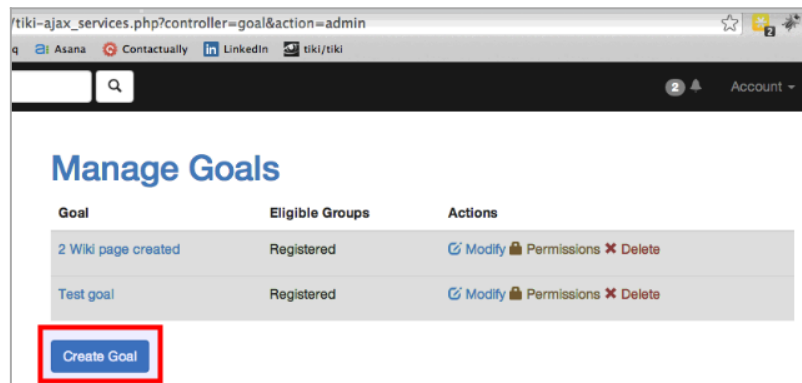 /tiki-ajax_services.php?controller=goal&action=admin
2
q Asana Contactually LinkedIn tiki/tiki
2 Account
Manage Goals
Goal Eligible Groups Actions
2 Wiki page created Registered Modify Permissions Delete
Test goal Registered Modify Permissions Delete
Create Goal